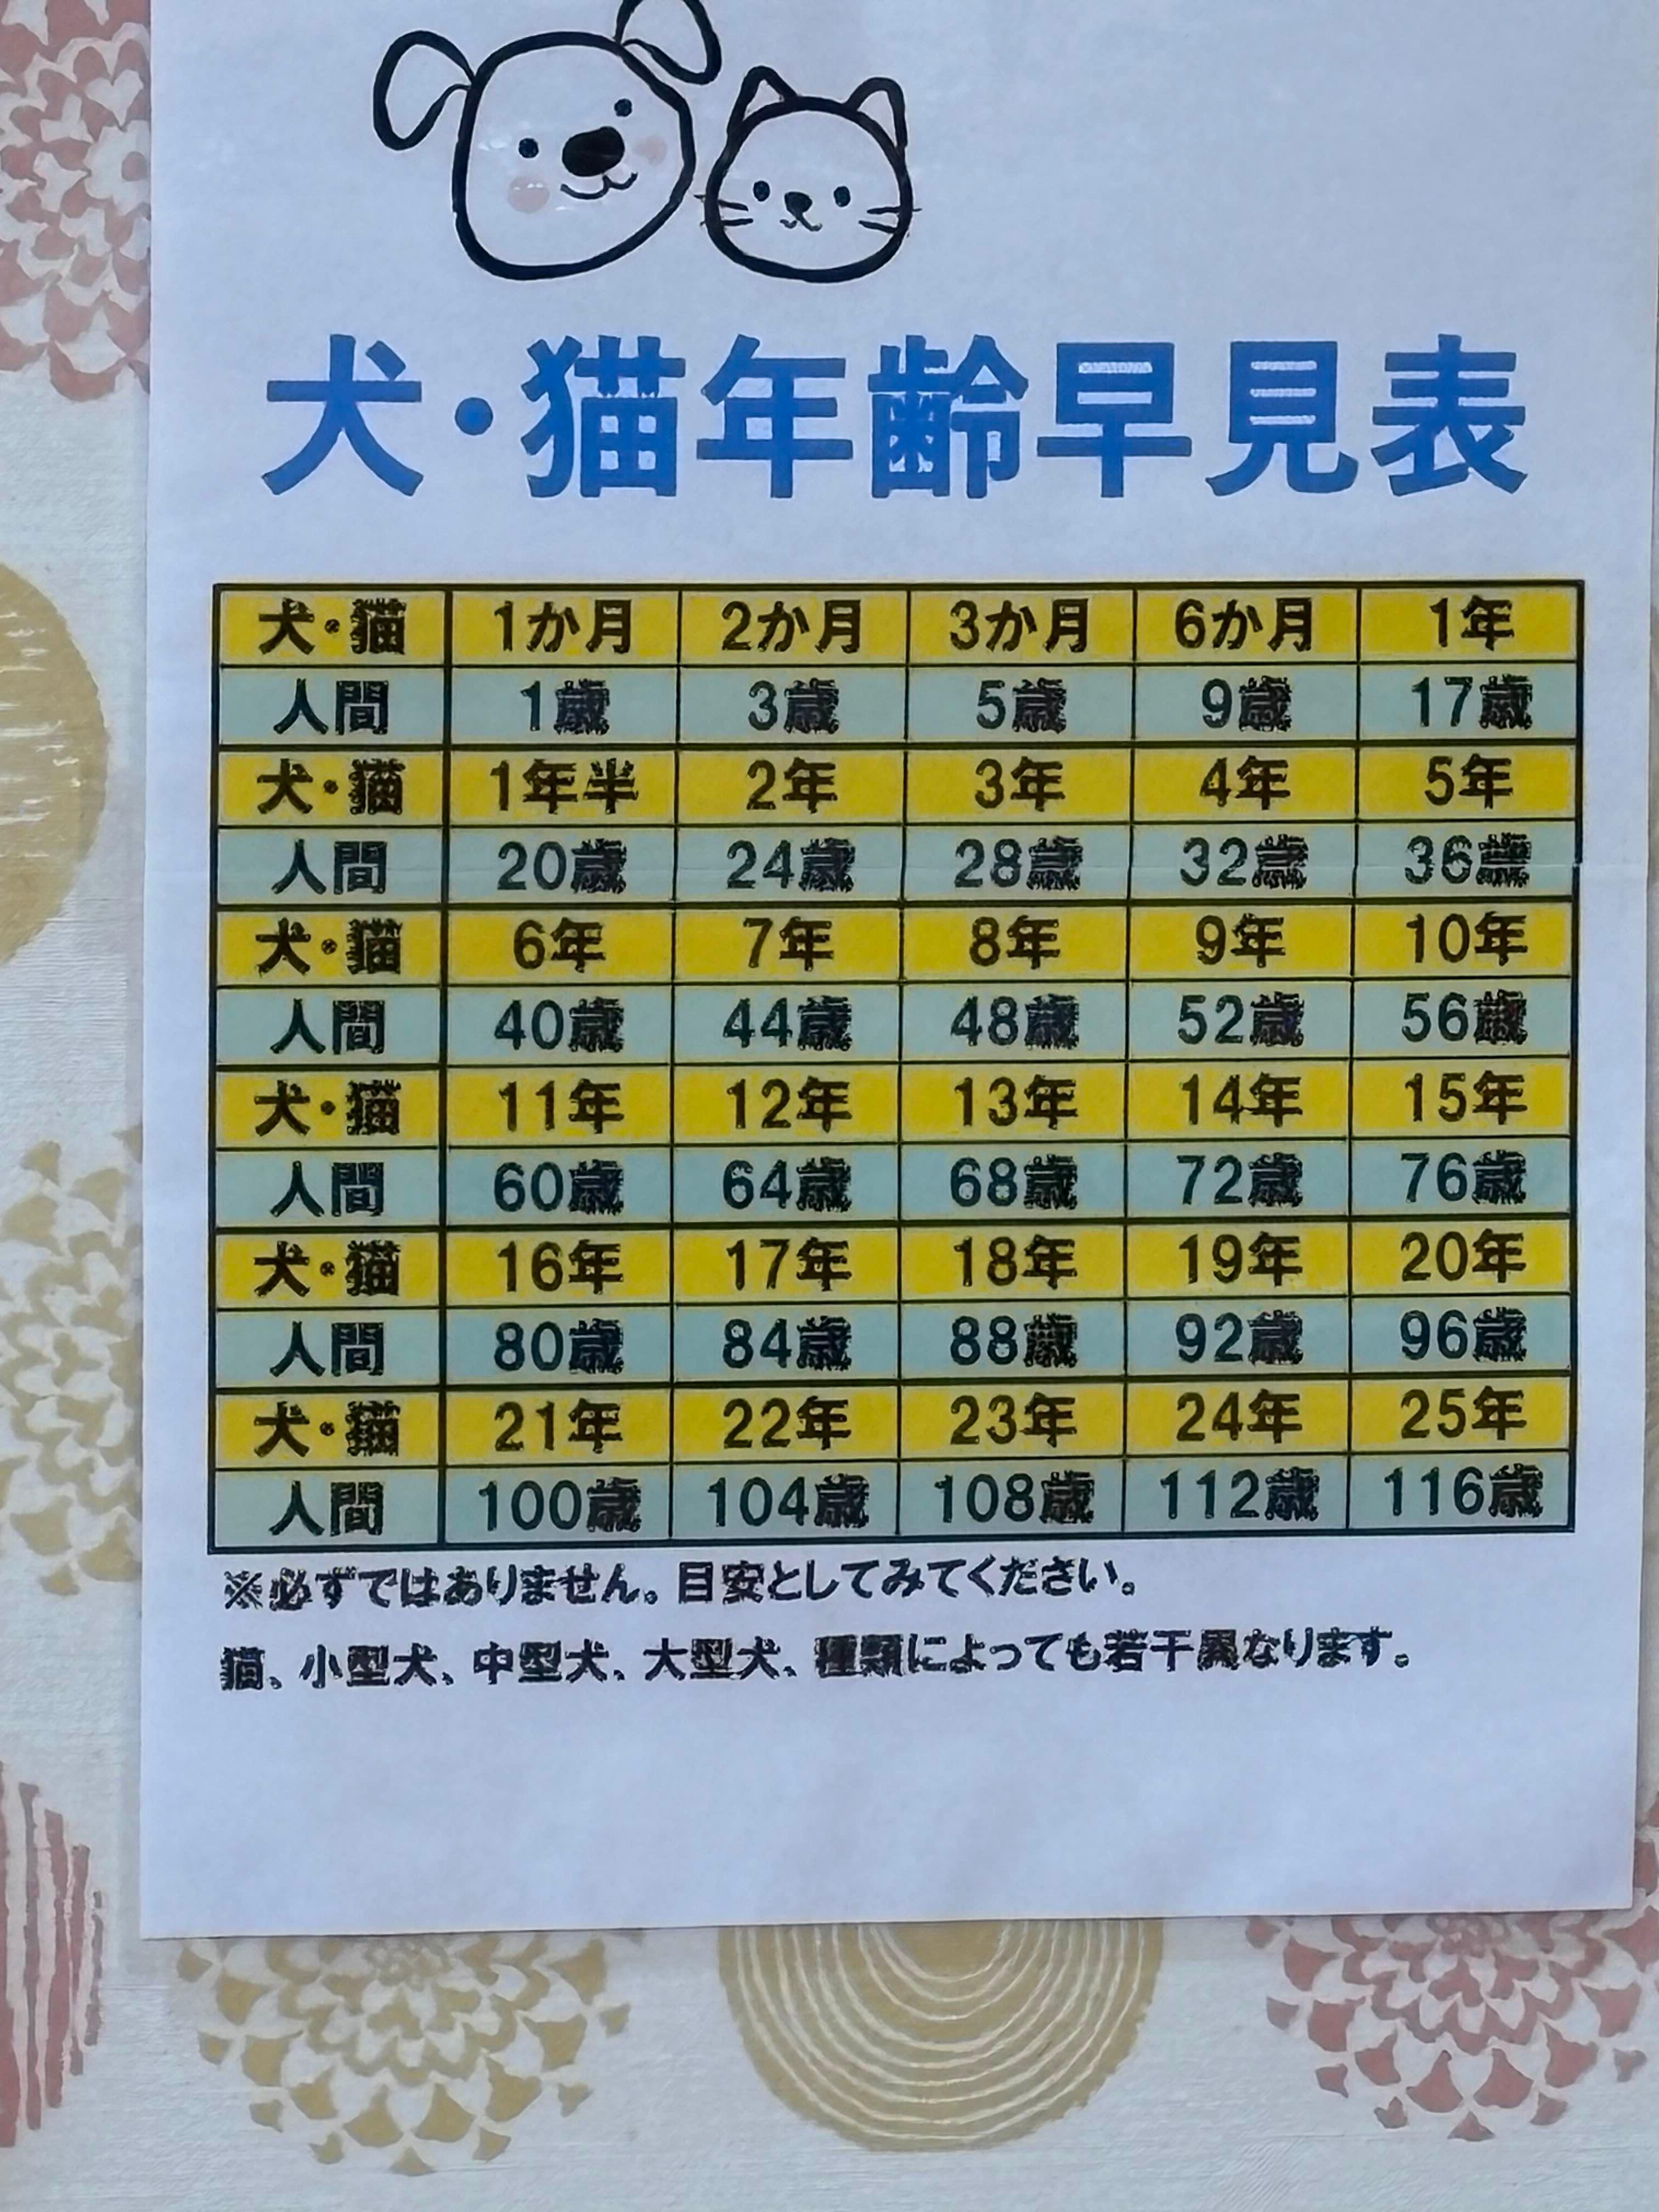 犬・猫年齢早見表
犬・猫 1か月 2か月 3か月 6か月 1年
人間 1歳 3歳 5歳 9歳 17歳
犬・猫 1年半 2年 3年 4年 5年
人間 20歳 24歳 28歳 32歳 36歳
犬・猫 6年 7年 8年 9年 10年
人間 40歳 44歳 48歳 52歳 56歳
犬・猫 11年 12年 13年 14年 15年
人間 60歳 64歳 68歳 72歳 76歳
犬・猫 16年 17年 18年 19年 20年
人間 80歳 84歳 88歳 92歳 96歳
犬・猫 21年 22年 23年 24年 25年
人間 100歳 104歳 108歳 112歳 116歳
※必ずではありません。目安としてみてください。
猫、小型犬、中型犬、大型犬、種類によっても若干異なります。